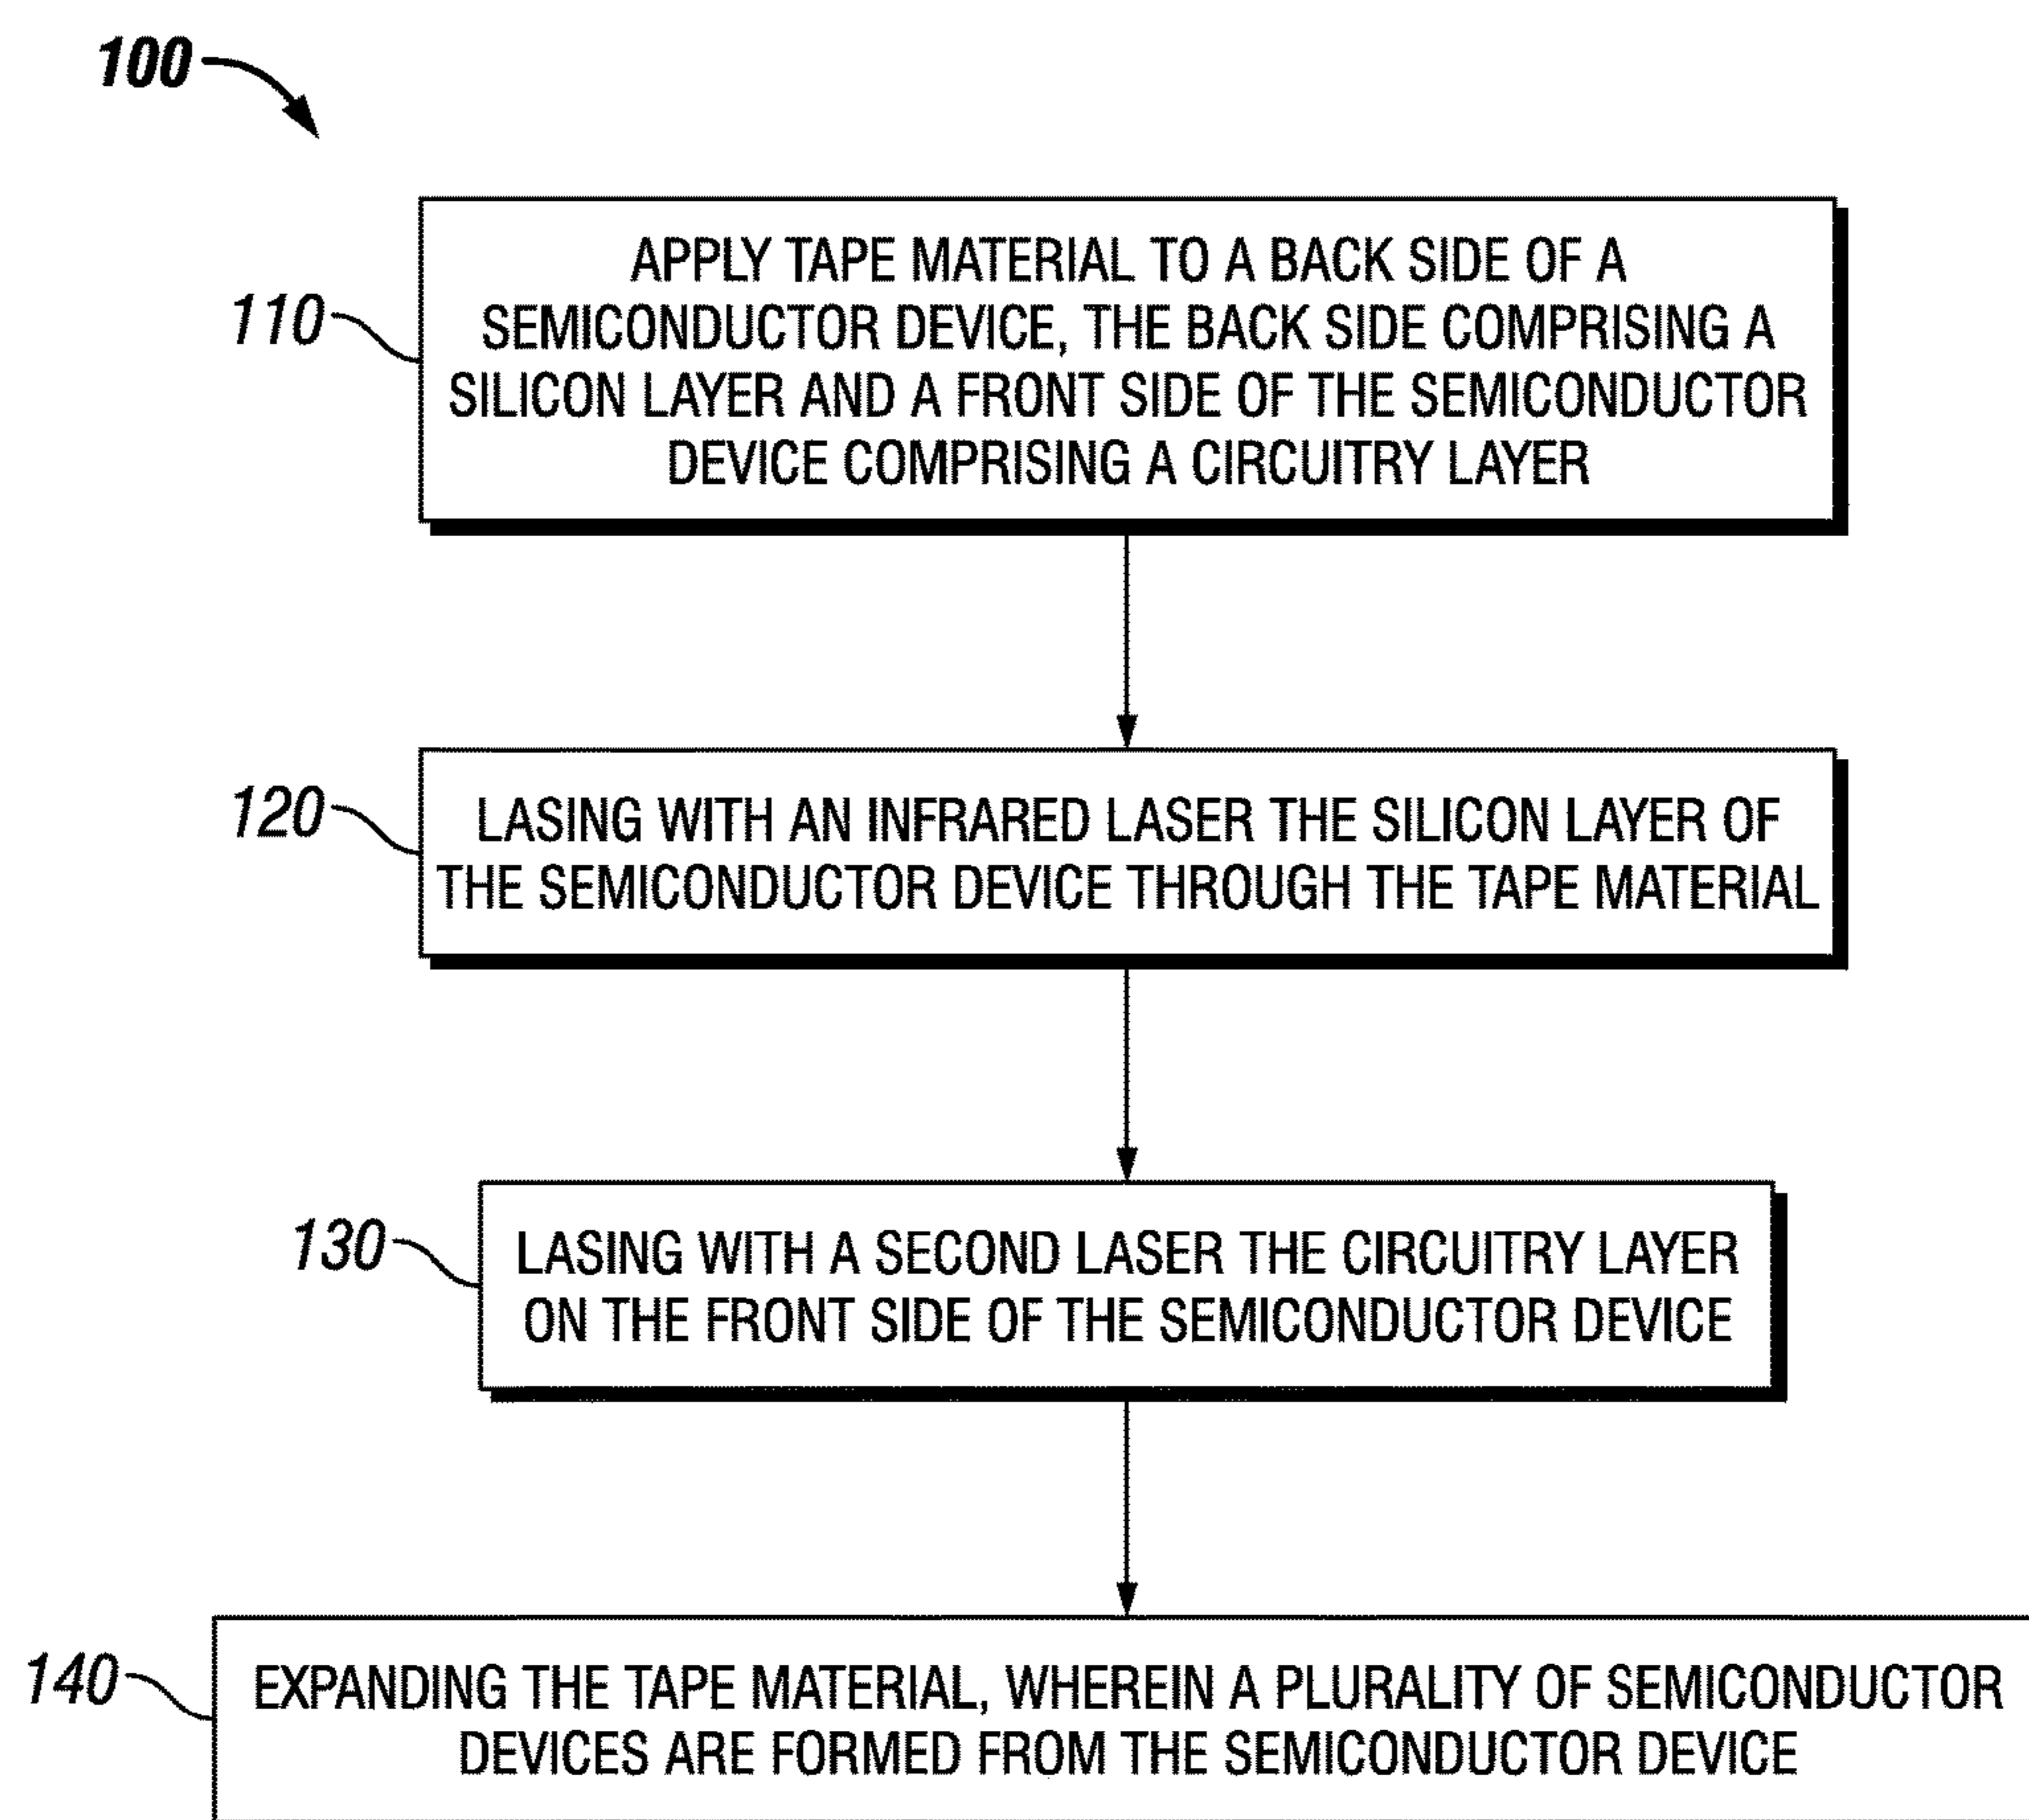 100
110
APPLY TAPE MATERIAL TO A BACK SIDE OF A
SEMICONDUCTOR DEVICE, THE BACK SIDE COMPRISING A
SILICON LAYER AND A FRONT SIDE OF THE SEMICONDUCTOR
DEVICE COMPRISING A CIRCUITRY LAYER
120
LASING WITH AN INFRARED LASER THE SILICON LAYER OF
THE SEMICONDUCTOR DEVICE THROUGH THE TAPE MATERIAL
130
LASING WITH A SECOND LASER THE CIRCUITRY LAYER
ON THE FRONT SIDE OF THE SEMICONDUCTOR DEVICE
140
EXPANDING THE TAPE MATERIAL, WHEREIN A PLURALITY OF SEMICONDUCTOR
DEVICES ARE FORMED FROM THE SEMICONDUCTOR DEVICE